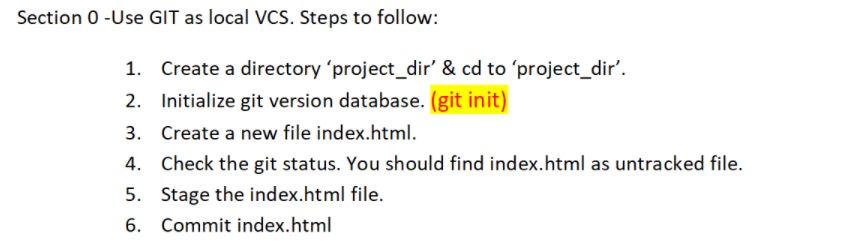 Section 0 -Use GIT as local VCS. Steps to follow:
1. Create a directory ‘project_dir’ & cd to ‘project_dir’.
2. Initialize git version database. (git init)
3. Create a new file index.html.
4. Check the git status. You should find index.html as untracked file.
5. Stage the index.html file.
6. Commit index.html